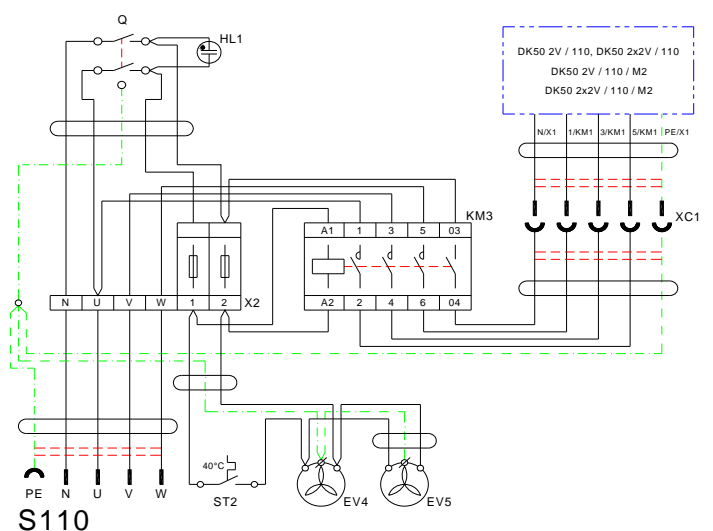 Q
HL1
DK50 2V / 110, DK50 2x2V / 110
DK50 2V / 110 / M2
DK50 2x2V / 110 / M2
N/X1 1/KM1 3/KM1 5/KM1 PE/X1
XC1
A1 1 3 5 03 KM3
N U V W 1 2 X2
A2 2 4 6 04
40°C
ST2
EV4
EV5
PE N U V W
S110